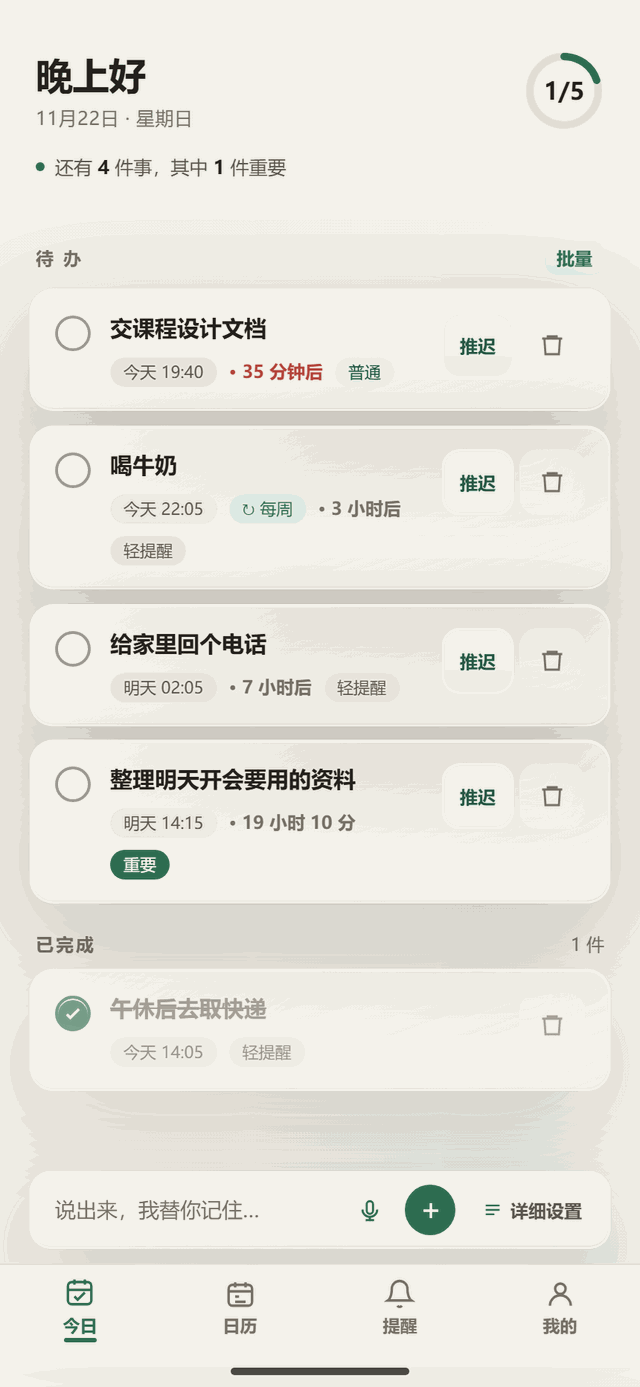 晚上好
1/5
11月22日 · 星期日
还有 4 件事，其中 1 件重要
待 办
批量
交课程设计文档
推迟
今天 19:40 • 35 分钟后 普通
喝牛奶
推迟
今天 22:05 ↻ 每周 • 3 小时后
轻提醒
给家里回个电话
推迟
明天 02:05 • 7 小时后 轻提醒
整理明天开会要用的资料
推迟
明天 14:15 • 19 小时 10 分
重要
已完成
1 件
午休后去取快递
今天 14:05 轻提醒
说出来，我替你记住...
详细设置
今日 日历 提醒 我的